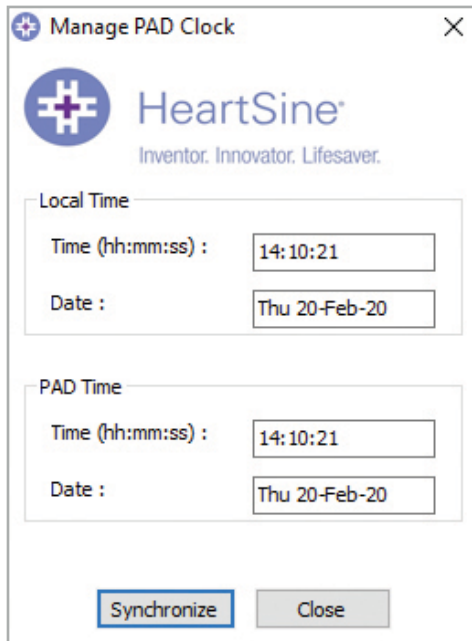 Manage PAD Clock
HeartSine®
Inventor. Innovator. Lifesaver.
Local Time
Time (hh:mm:ss) : 14:10:21
Date : Thu 20-Feb-20
PAD Time
Time (hh:mm:ss) : 14:10:21
Date : Thu 20-Feb-20
Synchronize Close